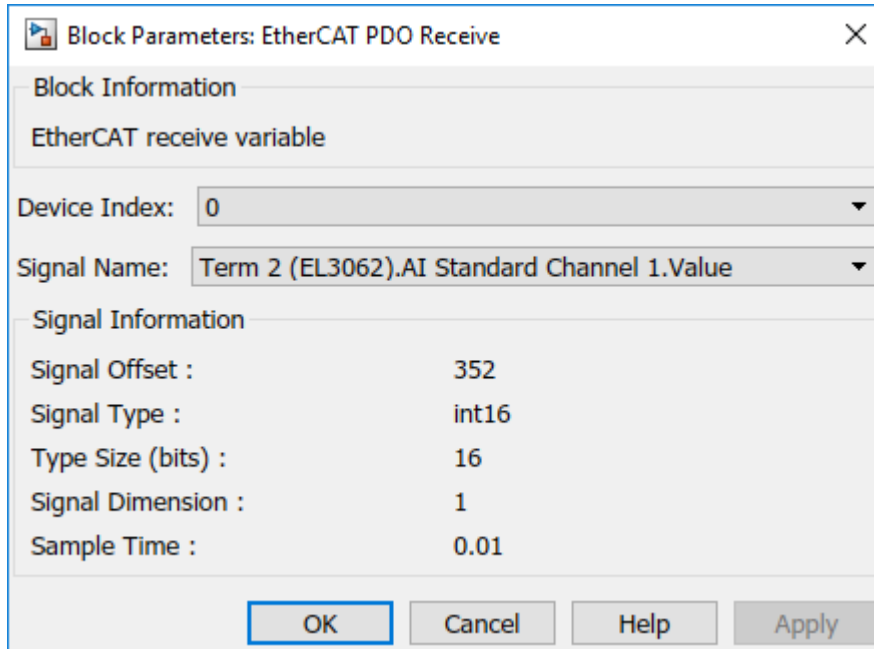 Block Parameters: EtherCAT PDO Receive
Block Information
EtherCAT receive variable
Device Index: 0
Signal Name: Term 2 (EL3062).AI Standard Channel 1.Value
Signal Information
Signal Offset : 352
Signal Type : int16
Type Size (bits) : 16
Signal Dimension : 1
Sample Time : 0.01
OK Cancel Help Apply